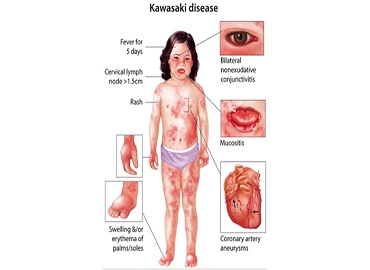 Kawasaki disease
Fever for
5 days
Cervical lymph
node >1.5cm
Rash
Swelling &/or
erythema of
palms/soles
Bilateral
nonexudative
conjunctivitis
Mucositis
Coronary artery
aneurysms